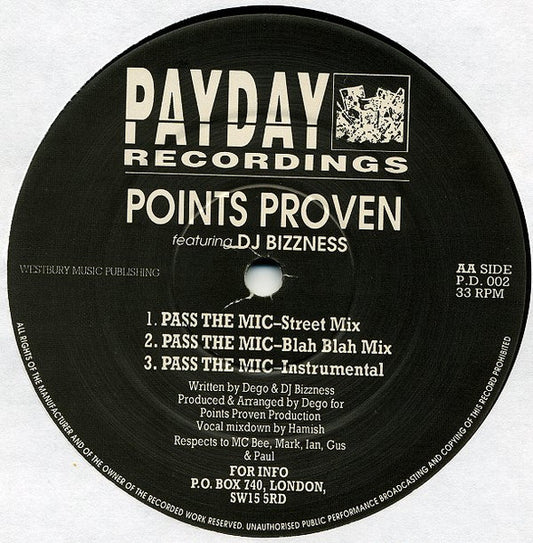 PAYDAY
RECORDINGS
POINTS PROVEN
featuring DJ BIZZNESS
WESTBURY MUSIC PUBLISHING
AA SIDE
P.D. 002
33 RPM
1. PASS THE MIC–Street Mix
2. PASS THE MIC–Blah Blah Mix
3. PASS THE MIC–Instrumental
Written by Dego & DJ Bizzness
Produced & Arranged by Dego for
Points Proven Production
Vocal mixdown by Hamish
Respects to MC Bee, Mark, Ian, Gus
& Paul
FOR INFO
P.O. BOX 740, LONDON,
SW15 5RD
ALL RIGHTS OF THE MANUFACTURER AND OF THE OWNER OF THE RECORDED WORK RESERVED. UNAUTHORISED PUBLIC PERFORMANCE BROADCASTING AND COPYING OF THIS RECORD PROHIBITED